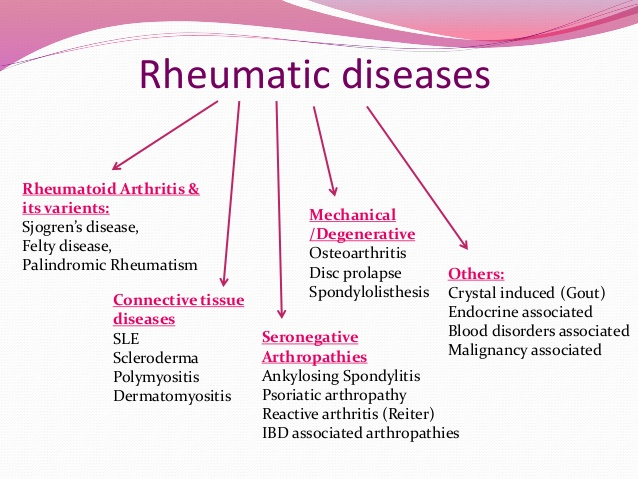 Rheumatic diseases
Rheumatoid Arthritis &
its varients:
Sjogren's disease,
Felty disease,
Palindromic Rheumatism
Connective tissue
diseases
SLE
Scleroderma
Polymyositis
Dermatomyositis
Seronegative
Arthropathies
Ankylosing Spondylitis
Psoriatic arthropathy
Reactive arthritis (Reiter)
IBD associated arthropathies
Mechanical
/Degenerative
Osteoarthritis
Disc prolapse
Spondylolisthesis
Others:
Crystal induced (Gout)
Endocrine associated
Blood disorders associated
Malignancy associated